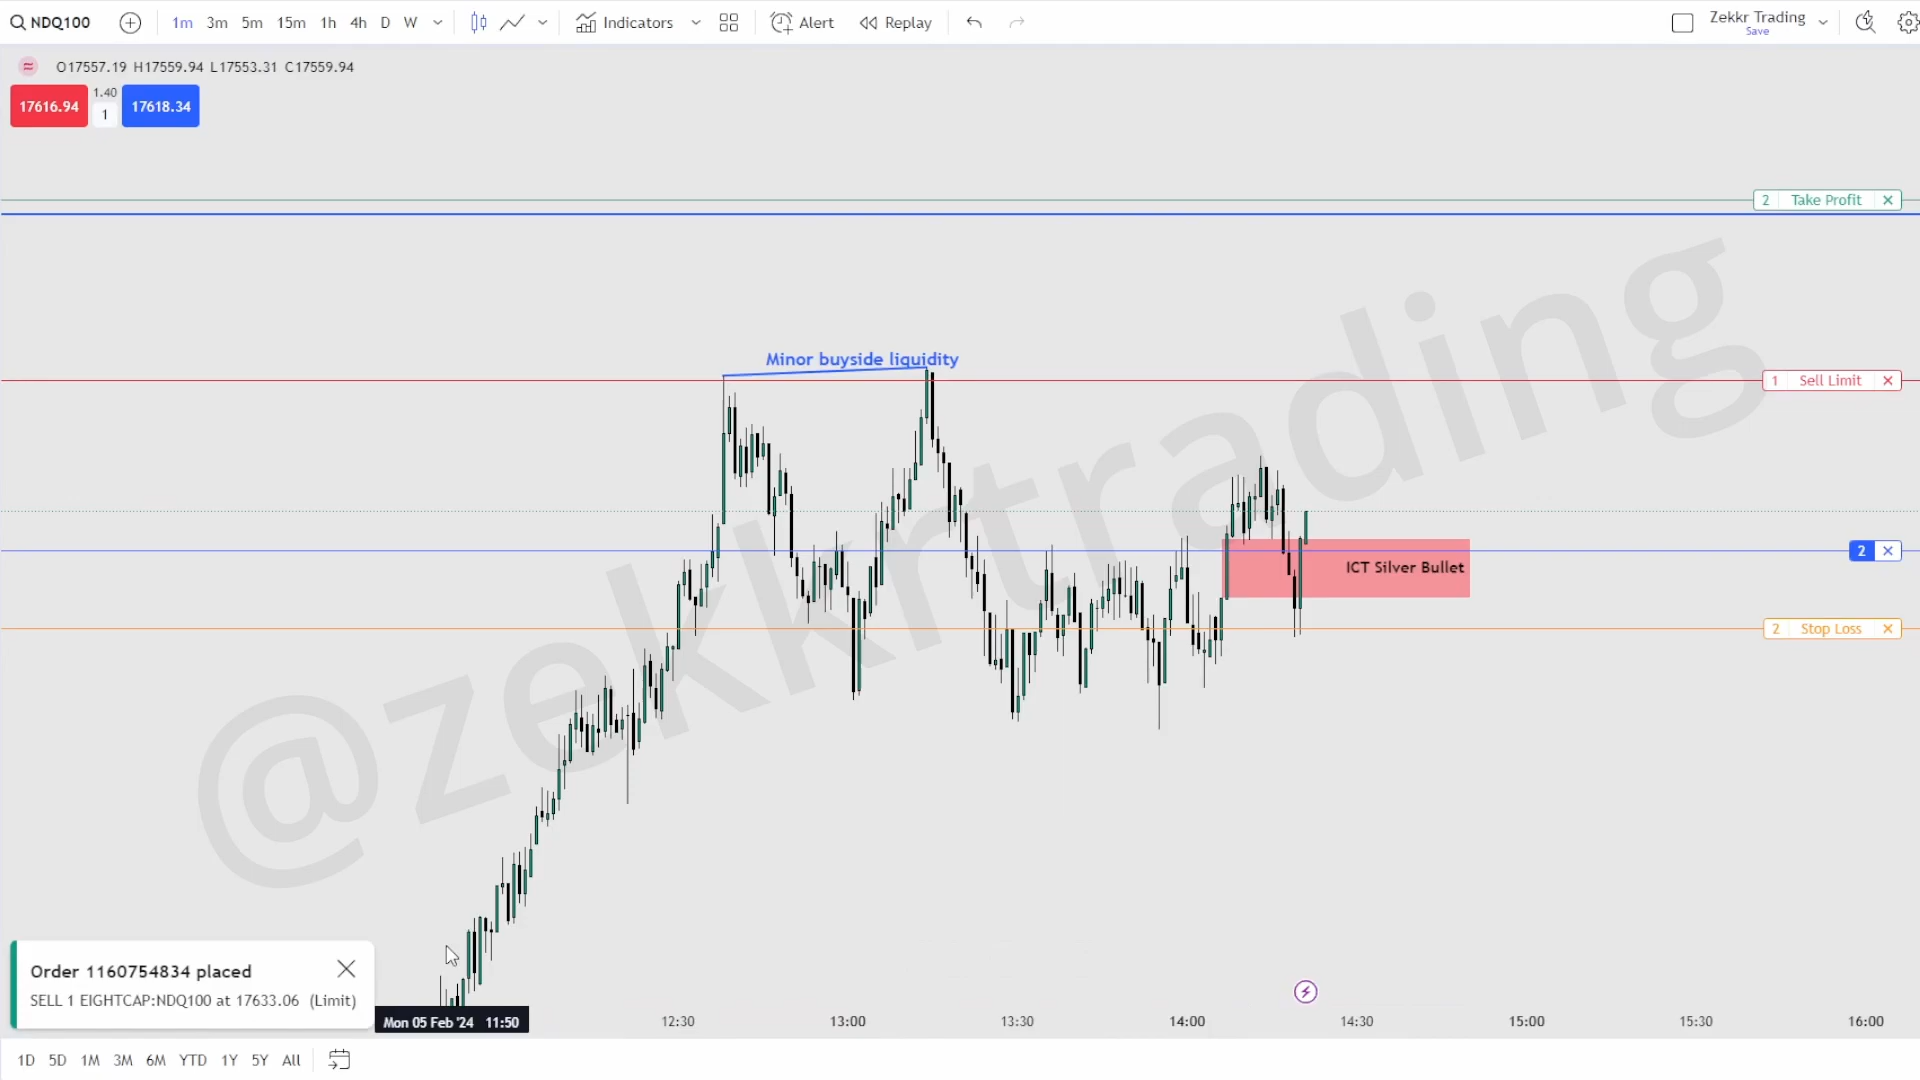 NDQ100 1m 3m 5m 15m 1h 4h D W Indicators Alert Replay Zekkr Trading
Save
O17557.19 H17559.94 L17553.31 C17559.94
17616.94 1.40 17618.34
1
2 Take Profit
Minor buyside liquidity
1 Sell Limit
2
ICT Silver Bullet
2 Stop Loss
@zekkrtrading
Order 1160754834 placed
SELL 1 EIGHTCAP:NDQ100 at 17633.06 (Limit)
Mon 05 Feb '24 11:50 12:30 13:00 13:30 14:00 14:30 15:00 15:30 16:00
1D 5D 1M 3M 6M YTD 1Y 5Y All